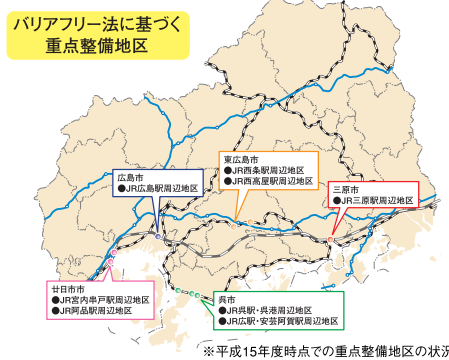 バリアフリー法に基づく
重点整備地区
東広島市
●JR西条駅周辺地区
●JR西高屋駅周辺地区
広島市
●JR広島駅周辺地区
三原市
●JR三原駅周辺地区
廿日市市
●JR宮内串戸駅周辺地区
●JR阿品駅周辺地区
呉市
●JR呉駅・呉港周辺地区
●JR広駅・安芸阿賀駅周辺地区
※平成15年度時点での重点整備地区の状況